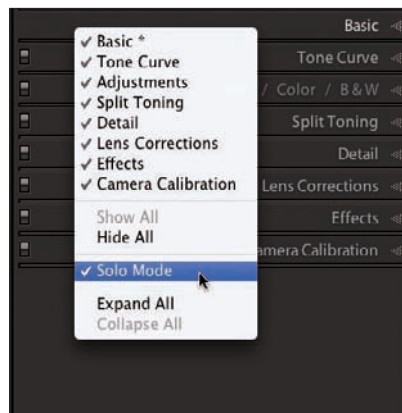 Basic
Tone Curve
/ Color / B & W
Split Toning
Detail
Lens Corrections
Effects
amera Calibration
✓ Basic *
✓ Tone Curve
✓ Adjustments
✓ Split Toning
✓ Detail
✓ Lens Corrections
✓ Effects
✓ Camera Calibration
Show All
Hide All
✓ Solo Mode
Expand All
Collapse All